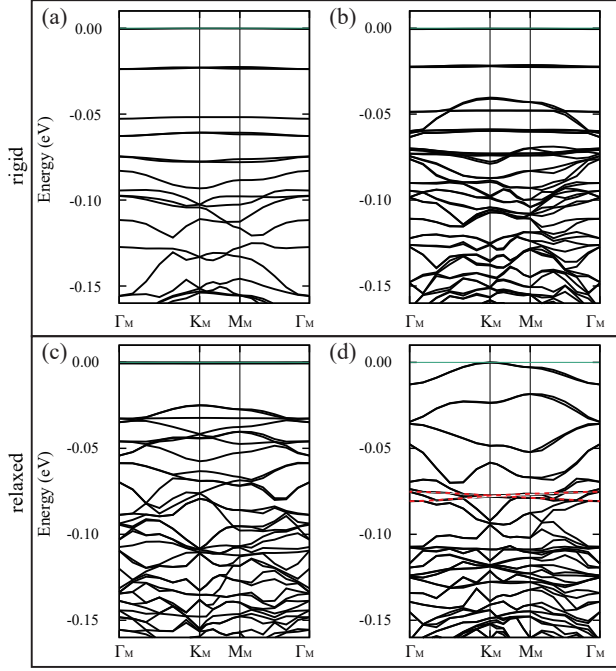 (a)
(b)
rigid
Energy (eV)
0.00
-0.05
-0.10
-0.15
ΓM
KM
MM
ΓM
0.00
-0.05
-0.10
-0.15
ΓM
KM
MM
ΓM
(c)
(d)
relaxed
Energy (eV)
0.00
-0.05
-0.10
-0.15
ΓM
KM
MM
ΓM
0.00
-0.05
-0.10
-0.15
ΓM
KM
MM
ΓM